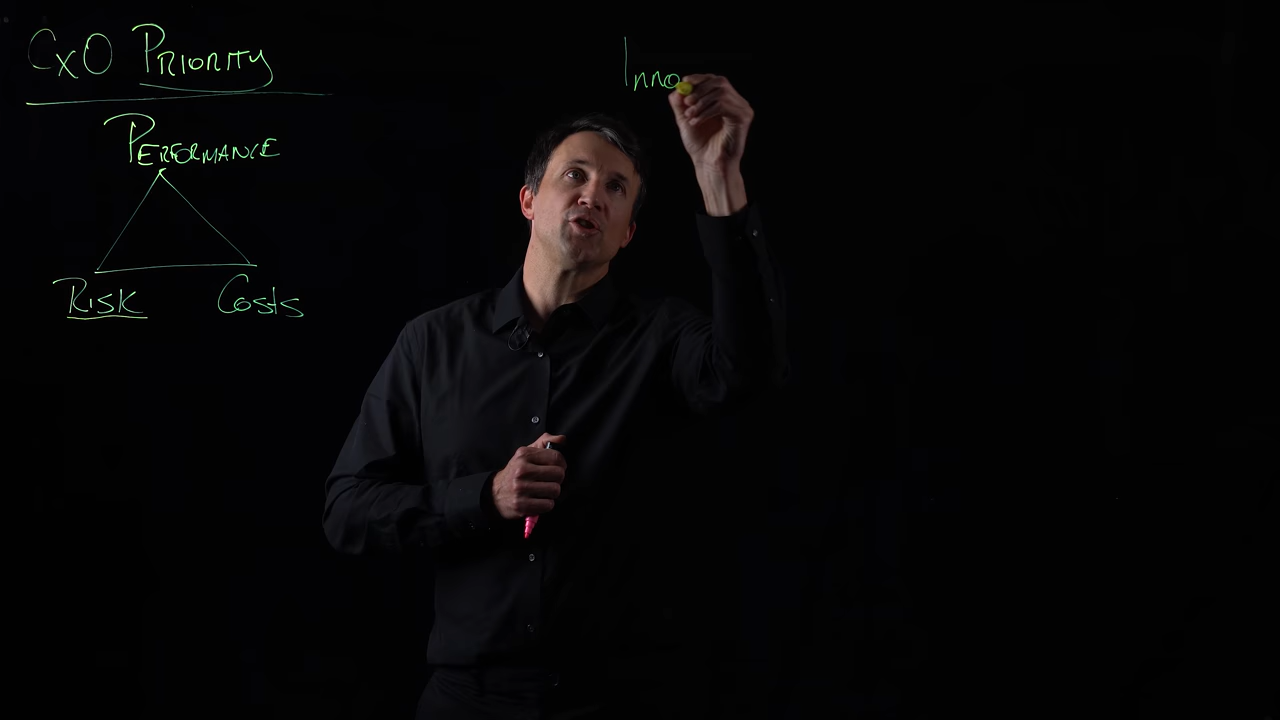 CxO PRIORITY
PERFORMANCE
RISK
Costs
Inno